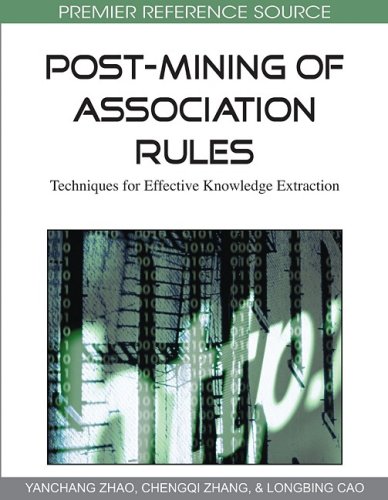 PREMIER REFERENCE SOURCE
POST-MINING OF
ASSOCIATION
RULES
Techniques for Effective Knowledge Extraction
http:
YANCHANG ZHAO, CHENGQI ZHANG, & LONGBING CAO